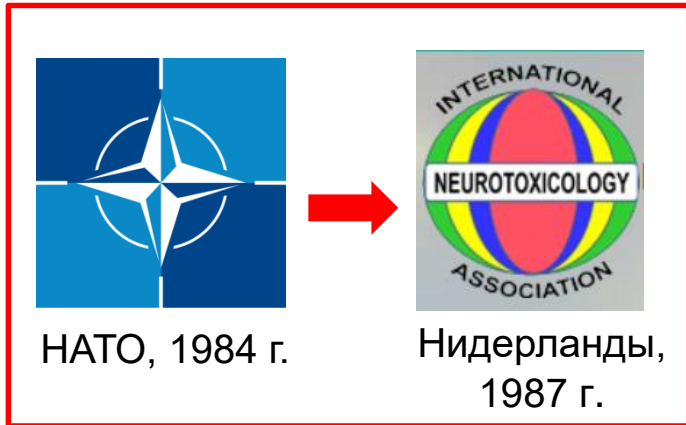 INTERNATIONAL
NEUROTOXICOLOGY
ASSOCIATION
НАТО, 1984 г.
Нидерланды,
1987 г.